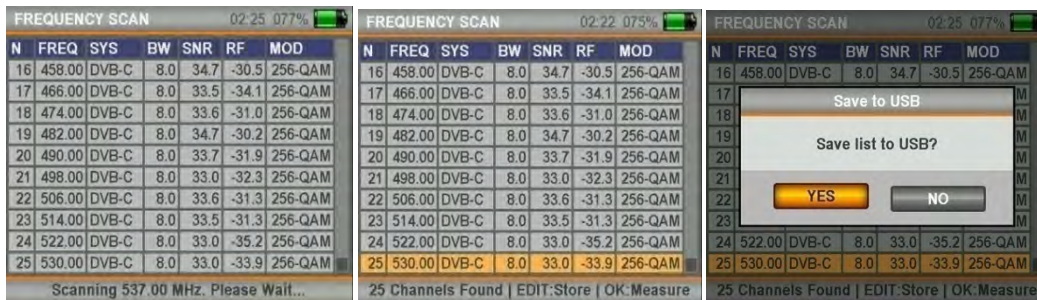 FREQUENCY SCAN 02:25 077%
N FREQ SYS BW SNR RF MOD
16 458.00 DVB-C 8.0 34.7 -30.5 256-QAM
17 466.00 DVB-C 8.0 33.5 -34.1 256-QAM
18 474.00 DVB-C 8.0 33.6 -31.0 256-QAM
19 482.00 DVB-C 8.0 34.7 -30.2 256-QAM
20 490.00 DVB-C 8.0 33.7 -31.9 256-QAM
21 498.00 DVB-C 8.0 33.0 -32.3 256-QAM
22 506.00 DVB-C 8.0 33.6 -31.3 256-QAM
23 514.00 DVB-C 8.0 33.5 -31.3 256-QAM
24 522.00 DVB-C 8.0 33.0 -35.2 256-QAM
25 530.00 DVB-C 8.0 33.0 -33.9 256-QAM
Scanning 537.00 MHz. Please Wait...
FREQUENCY SCAN 02:22 075%
N FREQ SYS BW SNR RF MOD
16 458.00 DVB-C 8.0 34.7 -30.5 256-QAM
17 466.00 DVB-C 8.0 33.5 -34.1 256-QAM
18 474.00 DVB-C 8.0 33.6 -31.0 256-QAM
19 482.00 DVB-C 8.0 34.7 -30.2 256-QAM
20 490.00 DVB-C 8.0 33.7 -31.9 256-QAM
21 498.00 DVB-C 8.0 33.0 -32.3 256-QAM
22 506.00 DVB-C 8.0 33.6 -31.3 256-QAM
23 514.00 DVB-C 8.0 33.5 -31.3 256-QAM
24 522.00 DVB-C 8.0 33.0 -35.2 256-QAM
25 530.00 DVB-C 8.0 33.0 -33.9 256-QAM
25 Channels Found | EDIT:Store | OK:Measure
FREQUENCY SCAN 02:25 077%
N FREQ SYS BW SNR RF MOD
16 458.00 DVB-C 8.0 34.7 -30.5 256-QAM
17 M
Save to USB
18 M
19 M
Save list to USB?
20 M
21 M
22 M
YES NO
23 M
24 522.00 DVB-C 8.0 33.0 -35.2 256-QAM
25 530.00 DVB-C 8.0 33.0 -33.9 256-QAM
25 Channels Found | EDIT:Store | OK:Measure